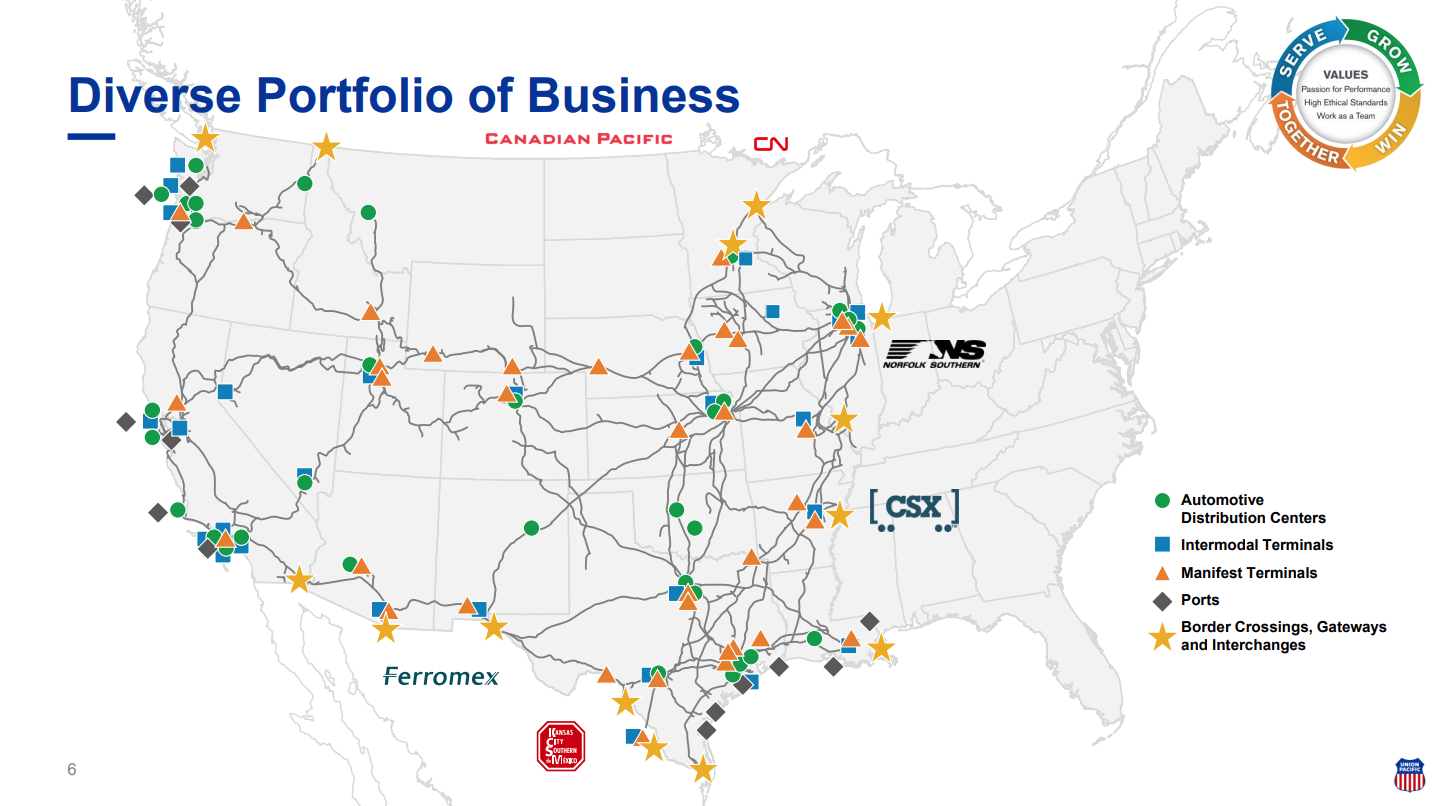 Diverse Portfolio of Business
SERVE
GROW
WIN
TOGETHER
VALUES
Passion for Performance
High Ethical Standards
Work as a Team
CANADIAN PACIFIC
CN
NS
NORFOLK SOUTHERN
CSX
Ferromex
KANSAS
CITY
SOUTHERN
de MÉXICO
Automotive
Distribution Centers
Intermodal Terminals
Manifest Terminals
Ports
Border Crossings, Gateways
and Interchanges
6
UNION
PACIFIC